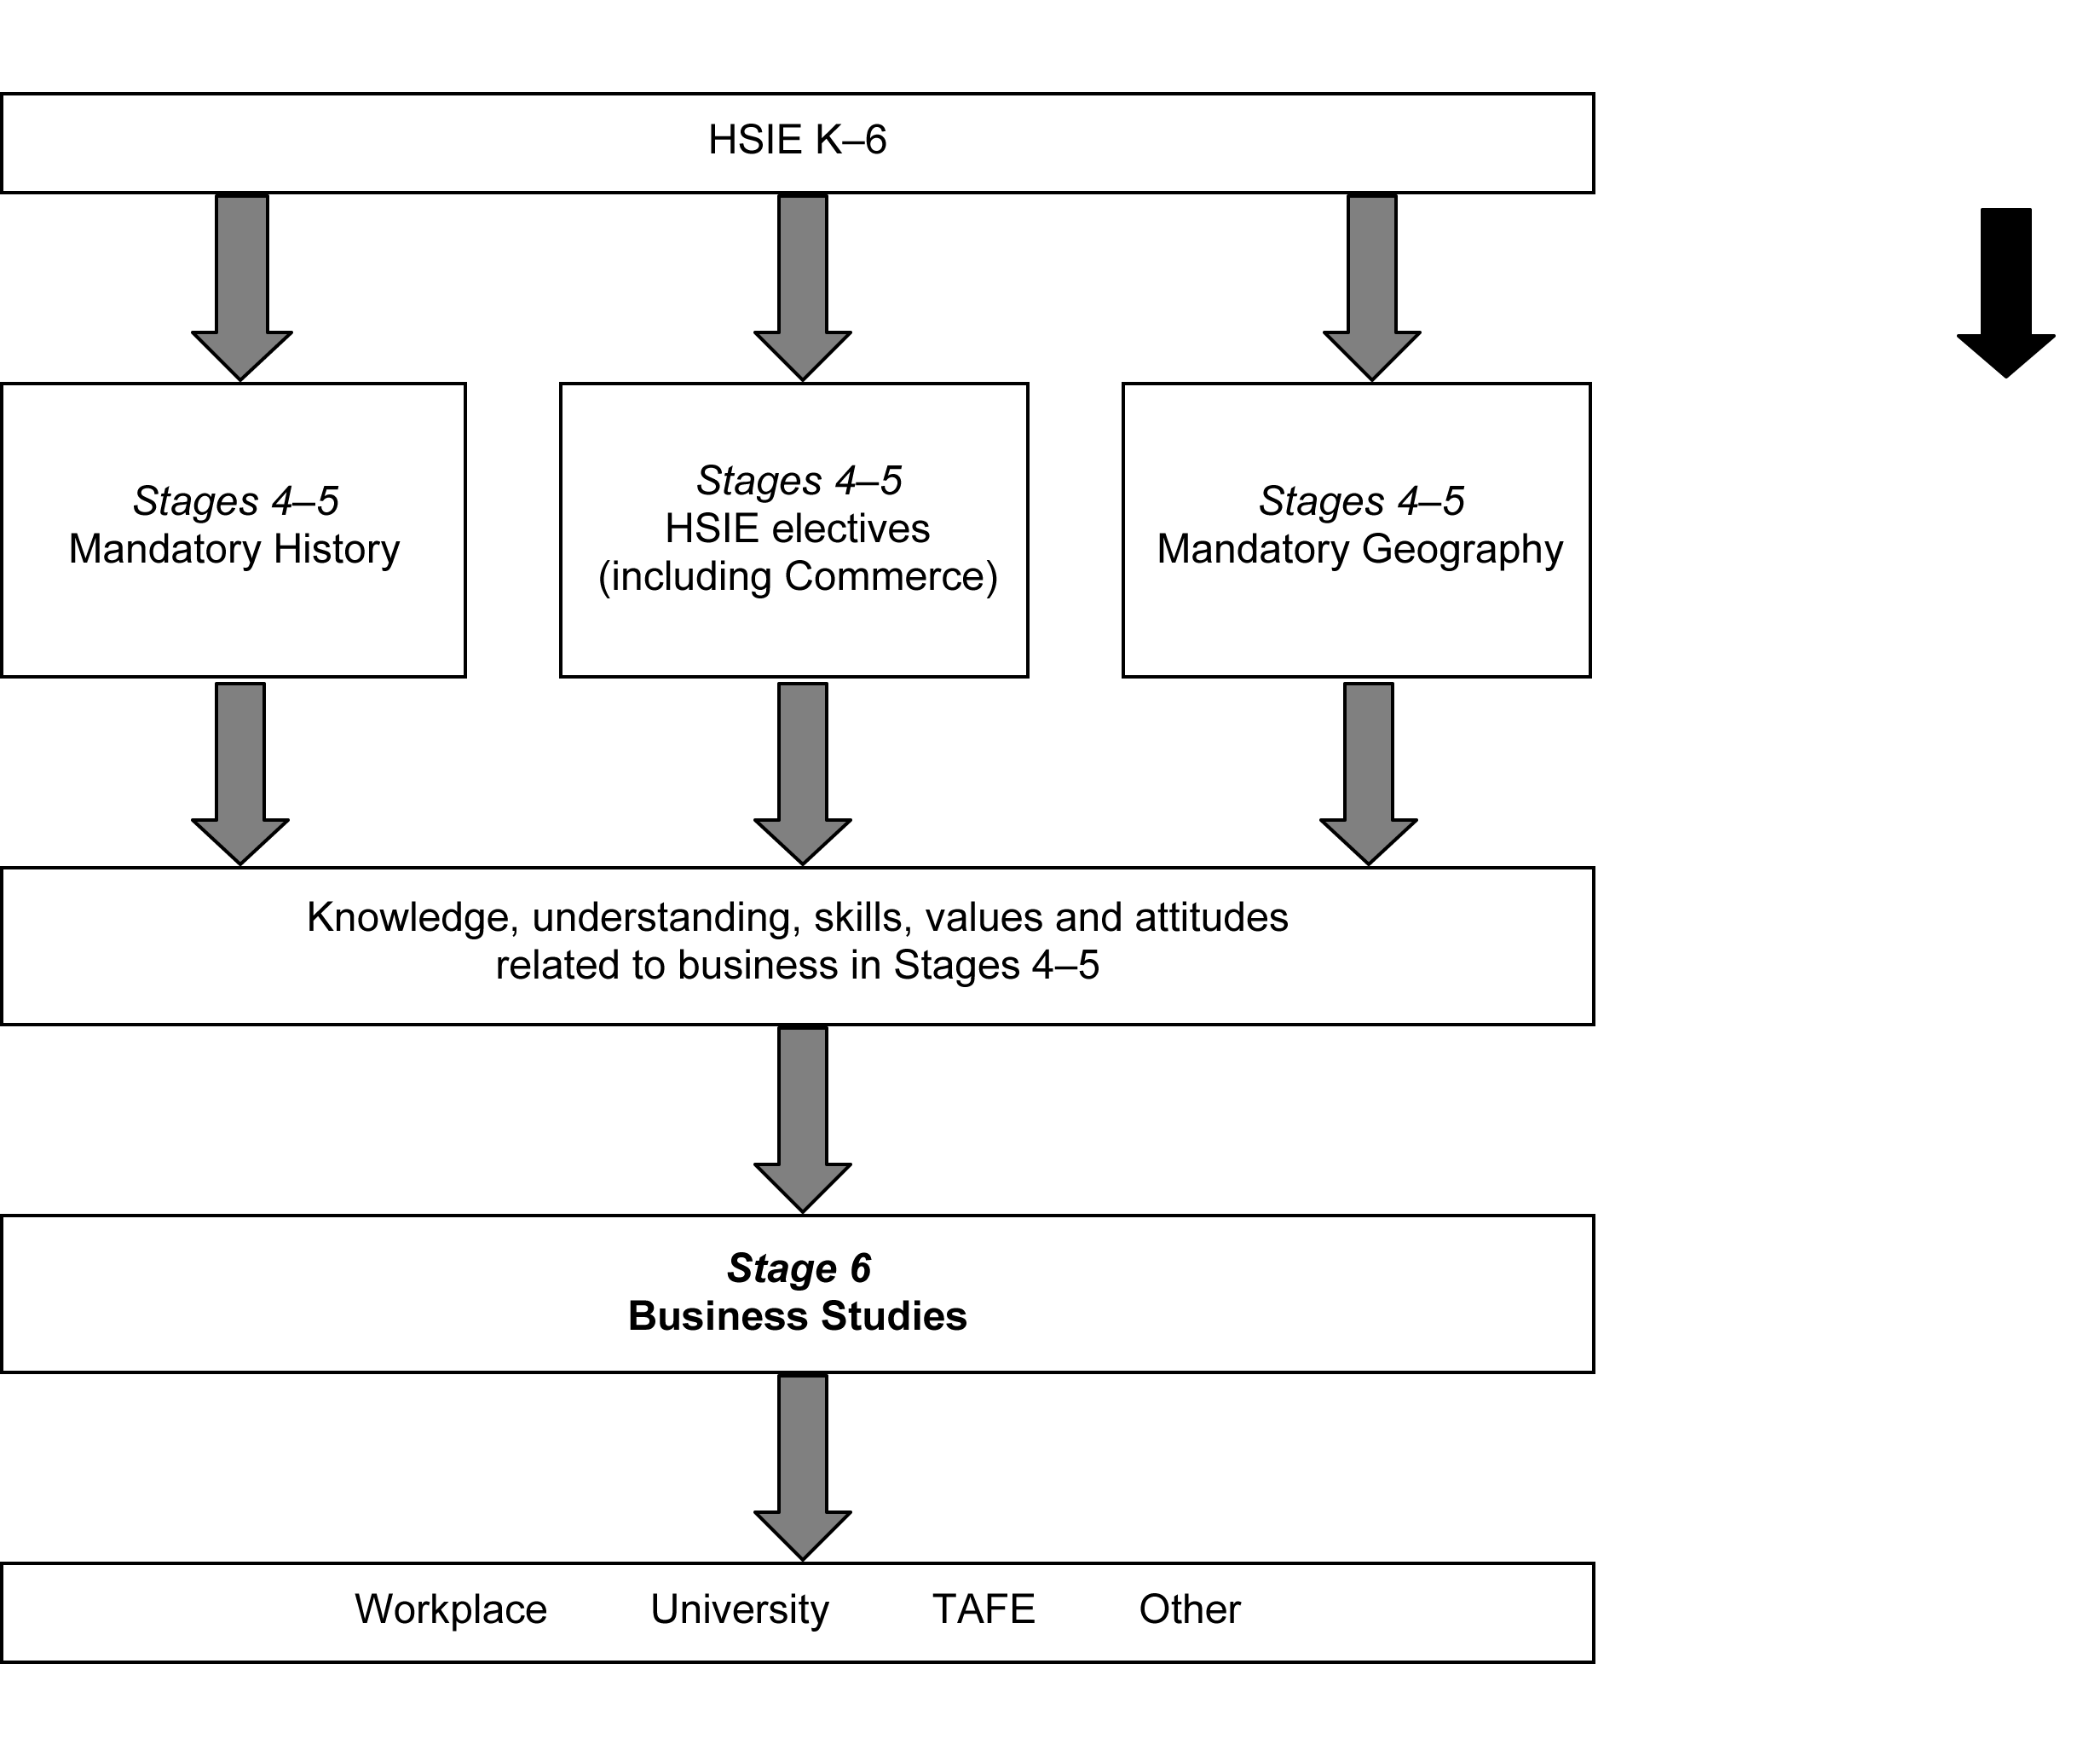 HSIE K–6
Stages 4–5
Mandatory History
Stages 4–5
HSIE electives
(including Commerce)
Stages 4–5
Mandatory Geography
Knowledge, understanding, skills, values and attitudes
related to business in Stages 4–5
Stage 6
Business Studies
Workplace University TAFE Other